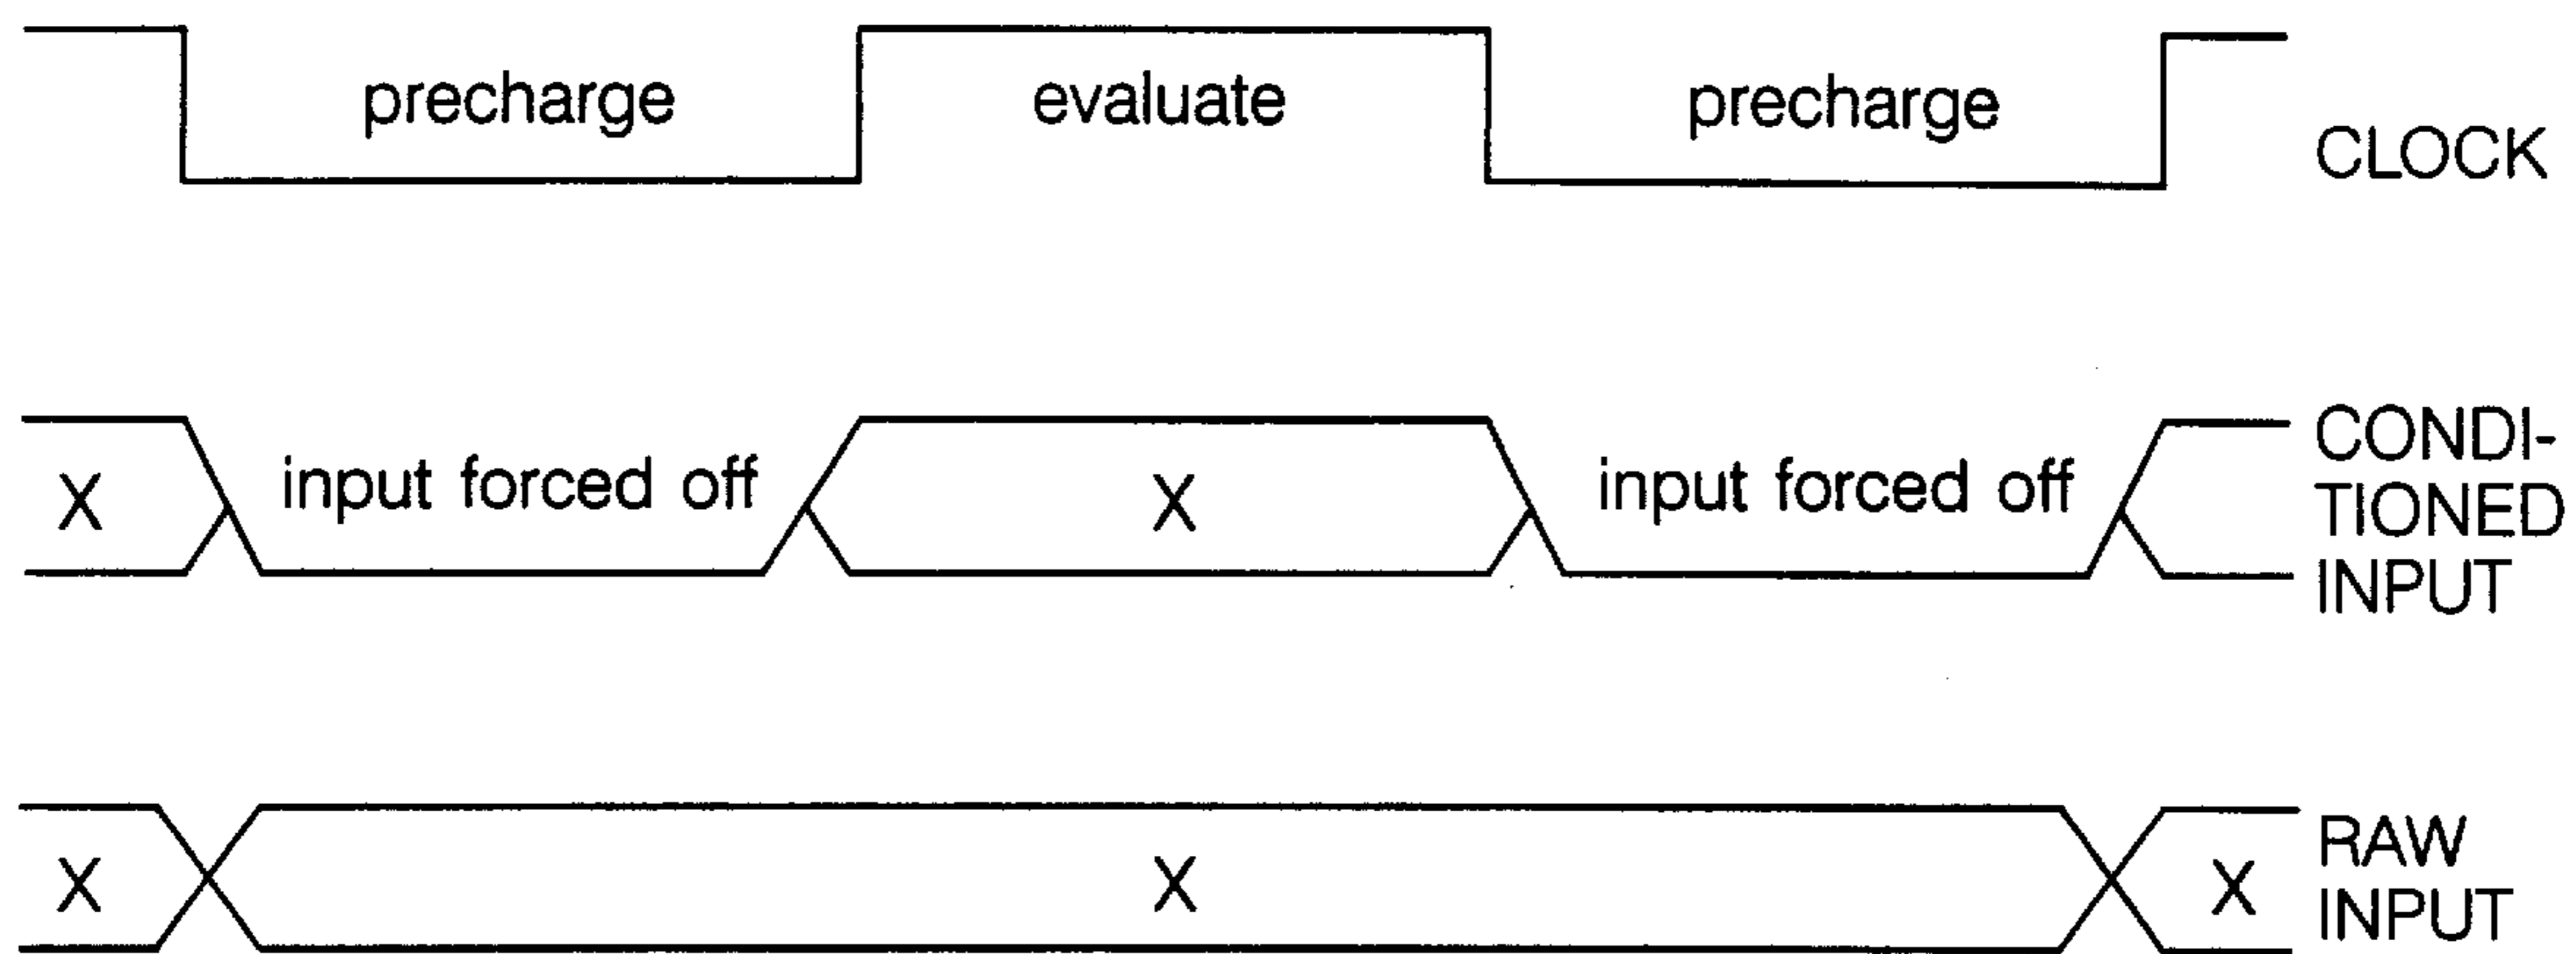 precharge evaluate precharge
CLOCK
X input forced off X input forced off
CONDI-
TIONED
INPUT
X X X
RAW
INPUT